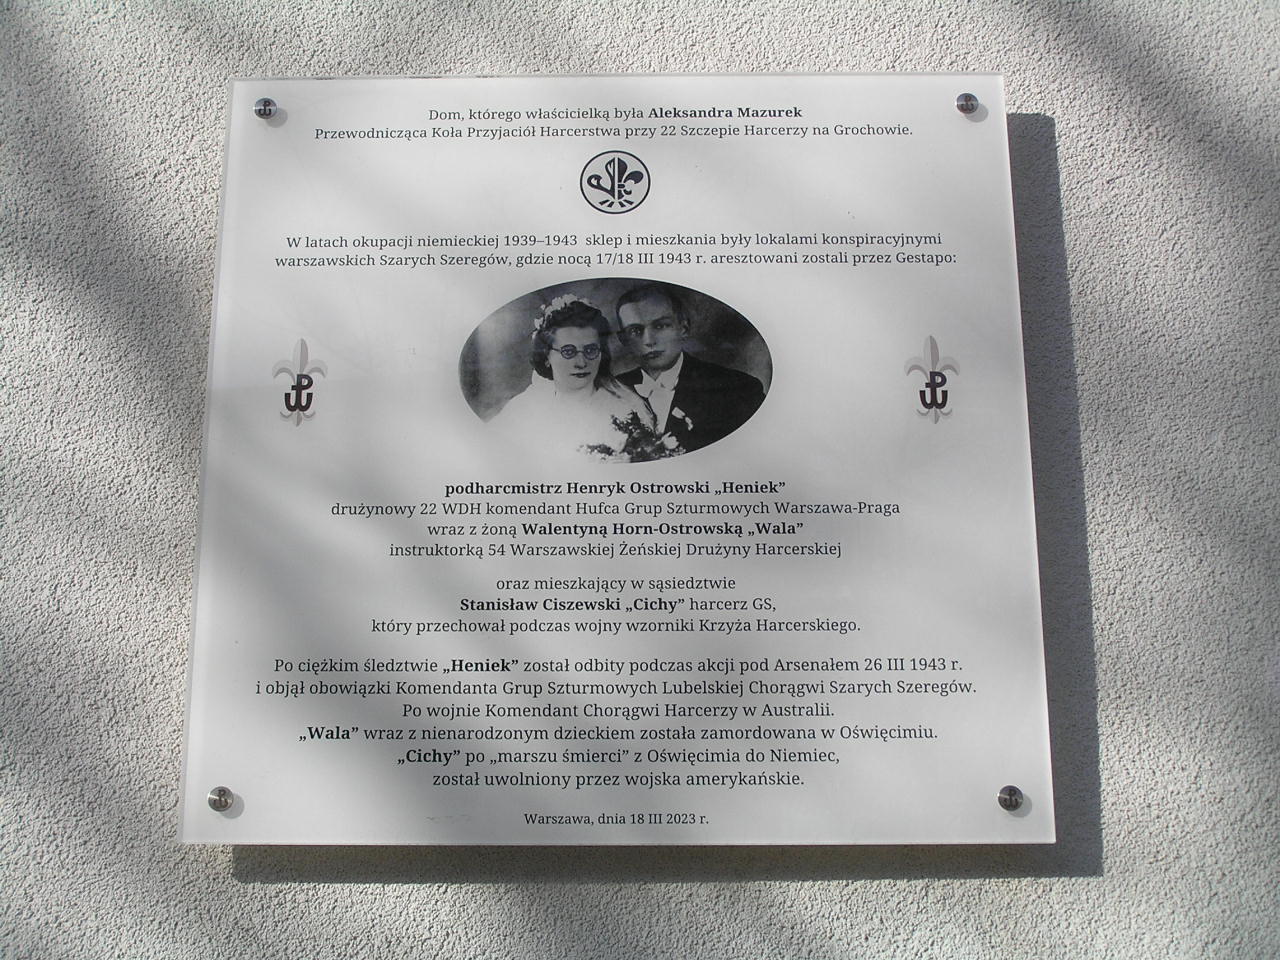 Dom, którego właścicielką była Aleksandra Mazurek
Przewodnicząca Koła Przyjaciół Harcerstwa przy 22 Szczepie Harcerzy na Grochowie.
W latach okupacji niemieckiej 1939–1943 sklep i mieszkania były lokalami konspiracyjnymi
warszawskich Szarych Szeregów, gdzie nocą 17/18 III 1943 r. aresztowani zostali przez Gestapo:
podharcmistrz Henryk Ostrowski „Heniek”
drużynowy 22 WDH komendant Hufca Grup Szturmowych Warszawa-Praga
wraz z żoną Walentyną Horn-Ostrowską „Wala”
instruktorką 54 Warszawskiej Żeńskiej Drużyny Harcerskiej
oraz mieszkający w sąsiedztwie
Stanisław Ciszewski „Cichy” harcerz GS,
który przechował podczas wojny wzorniki Krzyża Harcerskiego.
Po ciężkim śledztwie „Heniek” został odbity podczas akcji pod Arsenałem 26 III 1943 r.
i objął obowiązki Komendanta Grup Szturmowych Lubelskiej Chorągwi Szarych Szeregów.
Po wojnie Komendant Chorągwi Harcerzy w Australii.
„Wala” wraz z nienarodzonym dzieckiem została zamordowana w Oświęcimiu.
„Cichy” po „marszu śmierci” z Oświęcimia do Niemiec,
został uwolniony przez wojska amerykańskie.
Warszawa, dnia 18 III 2023 r.